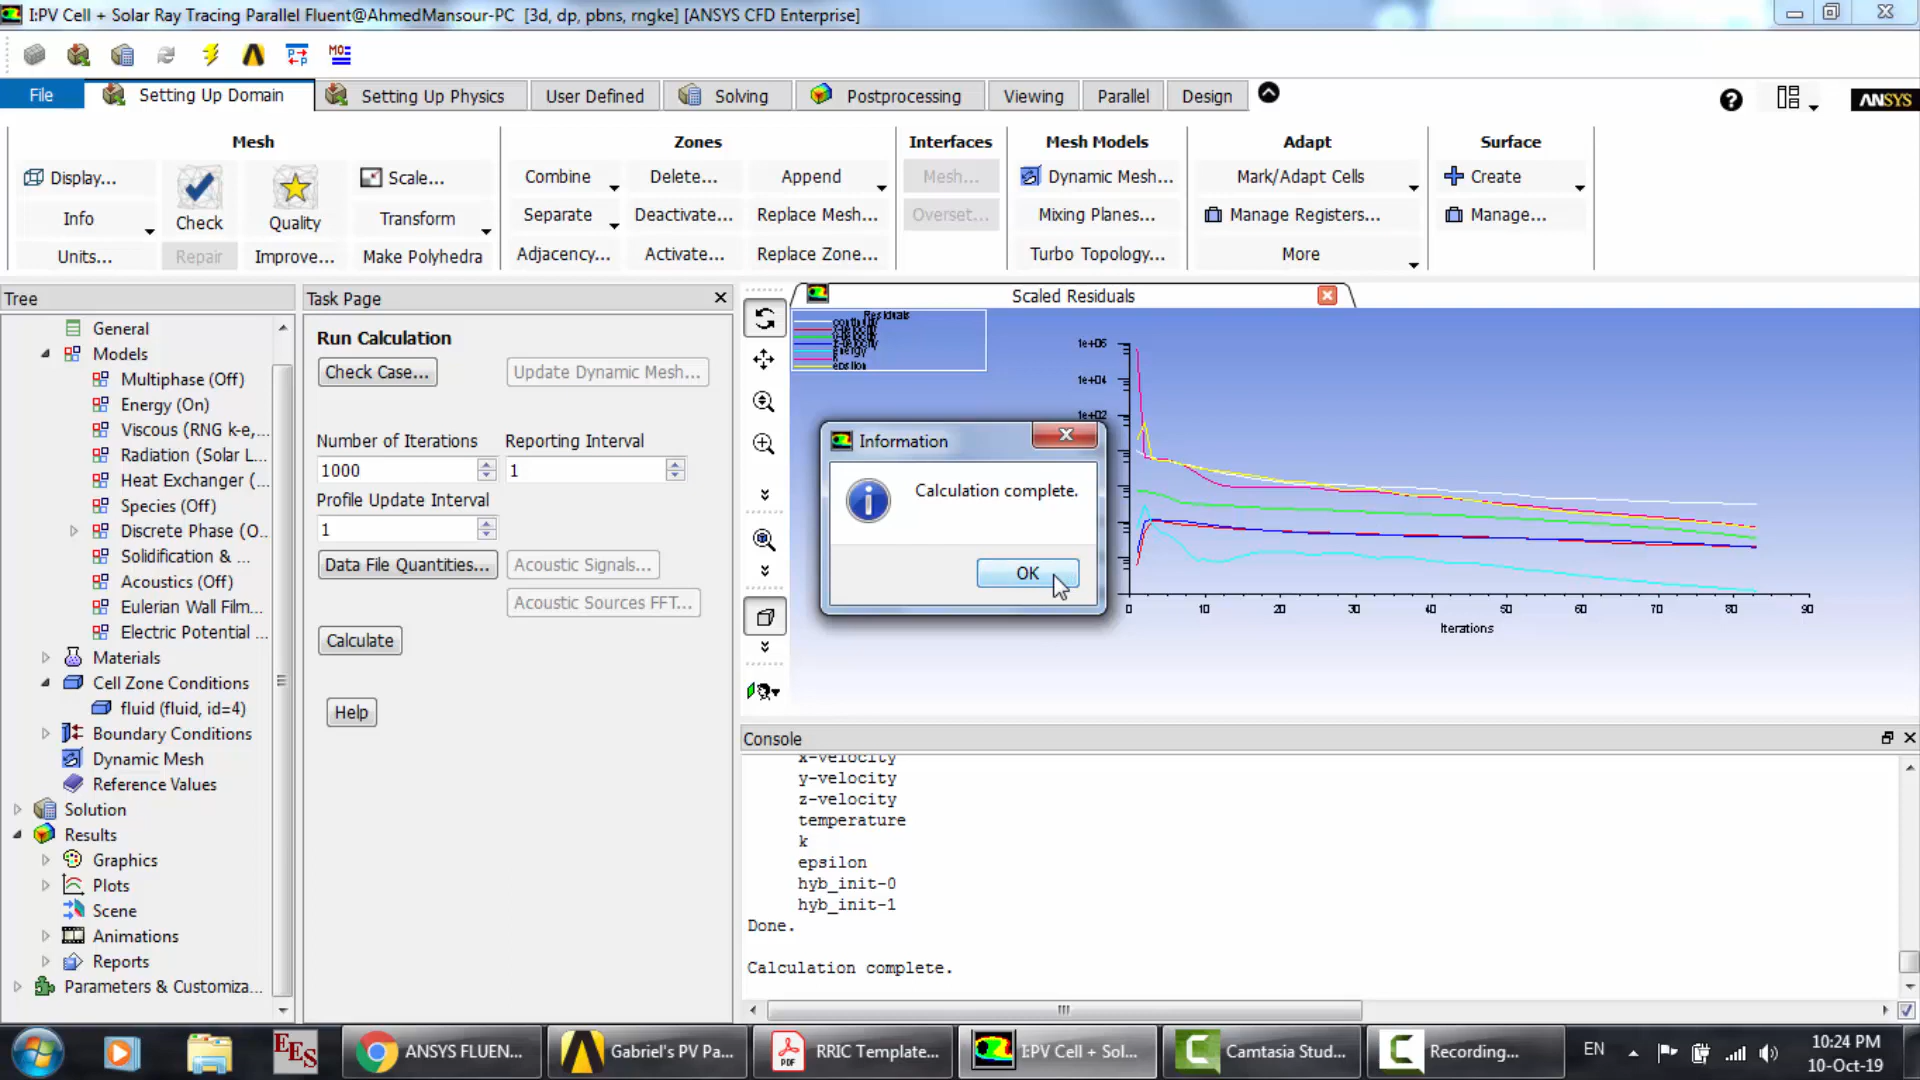 I:PV Cell + Solar Ray Tracing Parallel Fluent@AhmedMansour-PC [3d, dp, pbns, rngke] [ANSYS CFD Enterprise]
File
Setting Up Domain
Setting Up Physics
User Defined
Solving
Postprocessing
Viewing
Parallel
Design
ANSYS
Mesh
Zones
Interfaces
Mesh Models
Adapt
Surface
Display...
Check
Quality
Scale...
Combine
Delete...
Append
Mesh...
Dynamic Mesh...
Mark/Adapt Cells
Create
Info
Transform
Separate
Deactivate...
Replace Mesh...
Overset...
Mixing Planes...
Manage Registers...
Manage...
Units...
Repair
Improve...
Make Polyhedra
Adjacency...
Activate...
Replace Zone...
Turbo Topology...
More
Tree
General
Models
Multiphase (Off)
Energy (On)
Viscous (RNG k-e,...
Radiation (Solar L...
Heat Exchanger (...
Species (Off)
Discrete Phase (O...
Solidification & ...
Acoustics (Off)
Eulerian Wall Film...
Electric Potential ...
Materials
Cell Zone Conditions
fluid (fluid, id=4)
Boundary Conditions
Dynamic Mesh
Reference Values
Solution
Results
Graphics
Plots
Scene
Animations
Reports
Parameters & Customiza...
Task Page
Run Calculation
Check Case...
Update Dynamic Mesh...
Number of Iterations
Reporting Interval
1000
1
Profile Update Interval
1
Data File Quantities...
Acoustic Signals...
Acoustic Sources FFT...
Calculate
Help
Scaled Residuals
Residuals
continuity
x-velocity
y-velocity
z-velocity
energy
k
epsilon
1e+06
1e+04
1e+02
0 10 20 30 40 50 60 70 80 90
Iterations
Information
Calculation complete.
OK
Console
x-velocity
y-velocity
z-velocity
temperature
k
epsilon
hyb_init-0
hyb_init-1
Done.
Calculation complete.
EES
ANSYS FLUEN...
Gabriel's PV Pa...
PDF
RRIC Template...
I:PV Cell + Sol...
Camtasia Stud...
Recording...
EN
10:24 PM
10-Oct-19